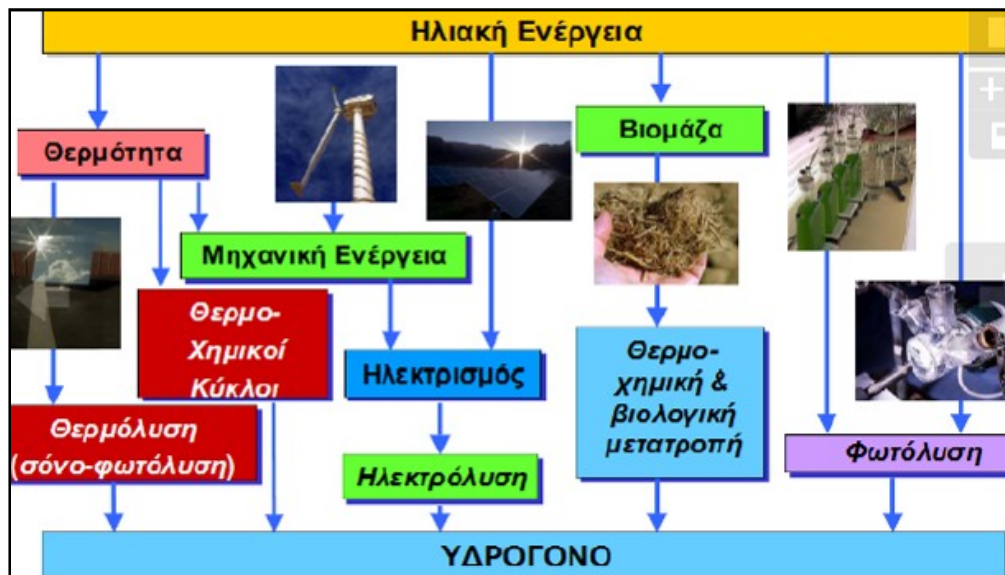 Ηλιακή Ενέργεια
Θερμότητα
Βιομάζα
Μηχανική Ενέργεια
Θερμο-
Χημικοί
Κύκλοι
Ηλεκτρισμός
Θερμο-
χημική &
βιολογική
μετατροπή
Θερμόλυση
(σόνο-φωτόλυση)
Ηλεκτρόλυση
Φωτόλυση
ΥΔΡΟΓΟΝΟ